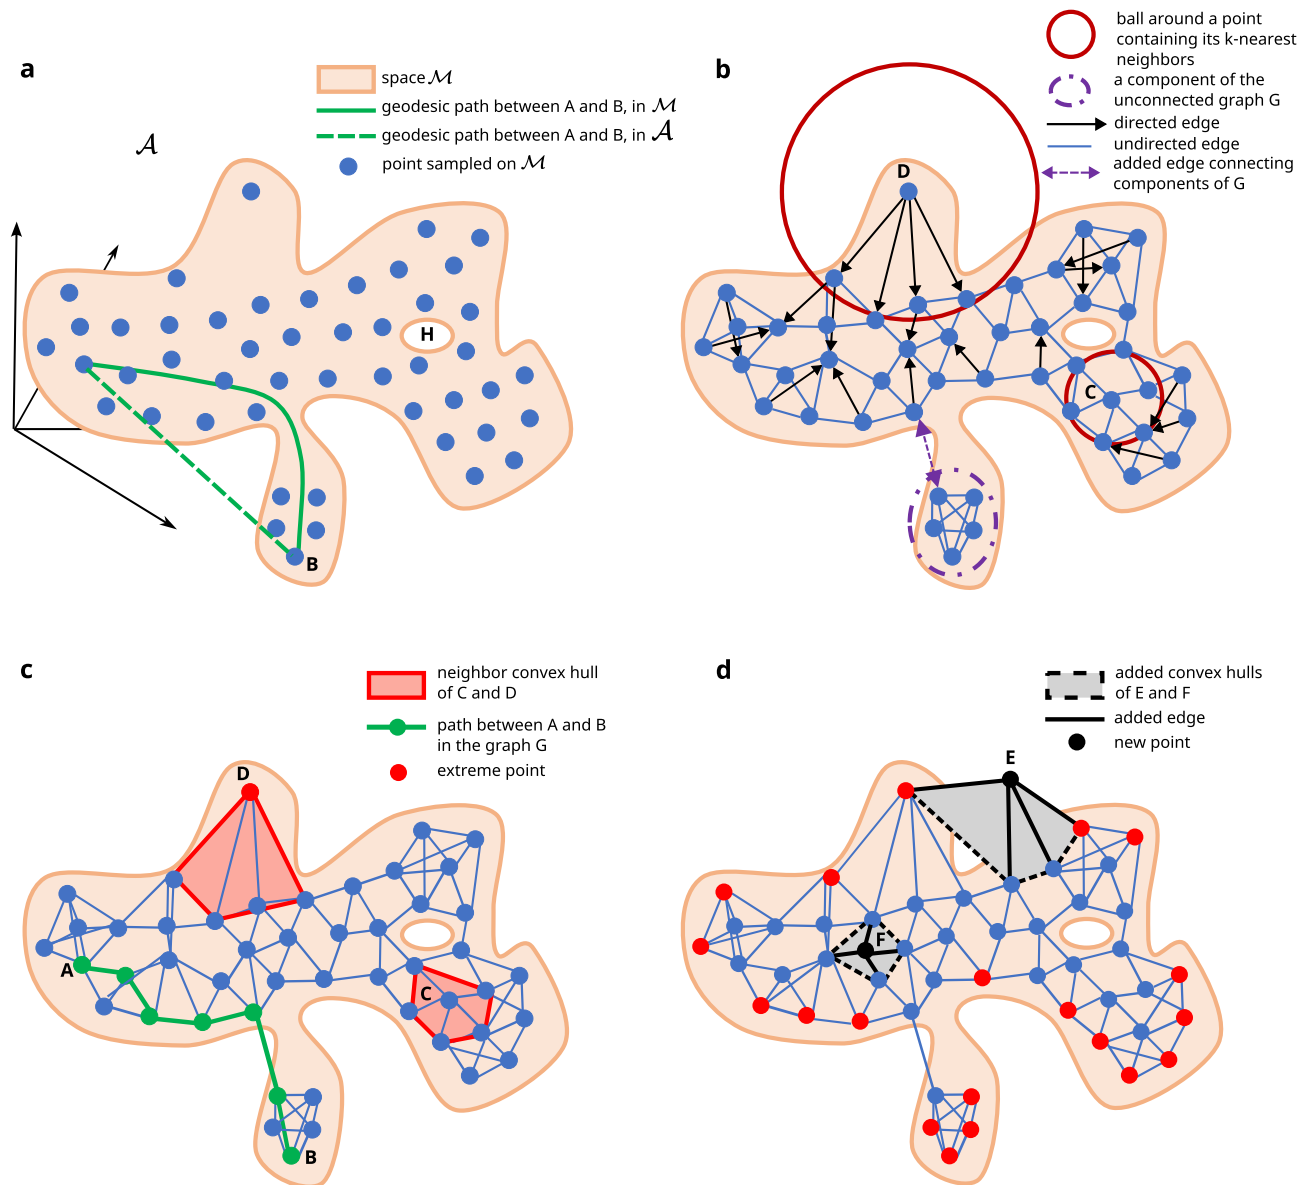 a
space ℳ
geodesic path between A and B, in ℳ
geodesic path between A and B, in 𝒜
point sampled on ℳ
𝒜
H
B
b
ball around a point
containing its k-nearest
neighbors
a component of the
unconnected graph G
directed edge
undirected edge
added edge connecting
components of G
D
C
c
neighbor convex hull
of C and D
path between A and B
in the graph G
extreme point
D
A
C
B
d
added convex hulls
of E and F
added edge
new point
E
F